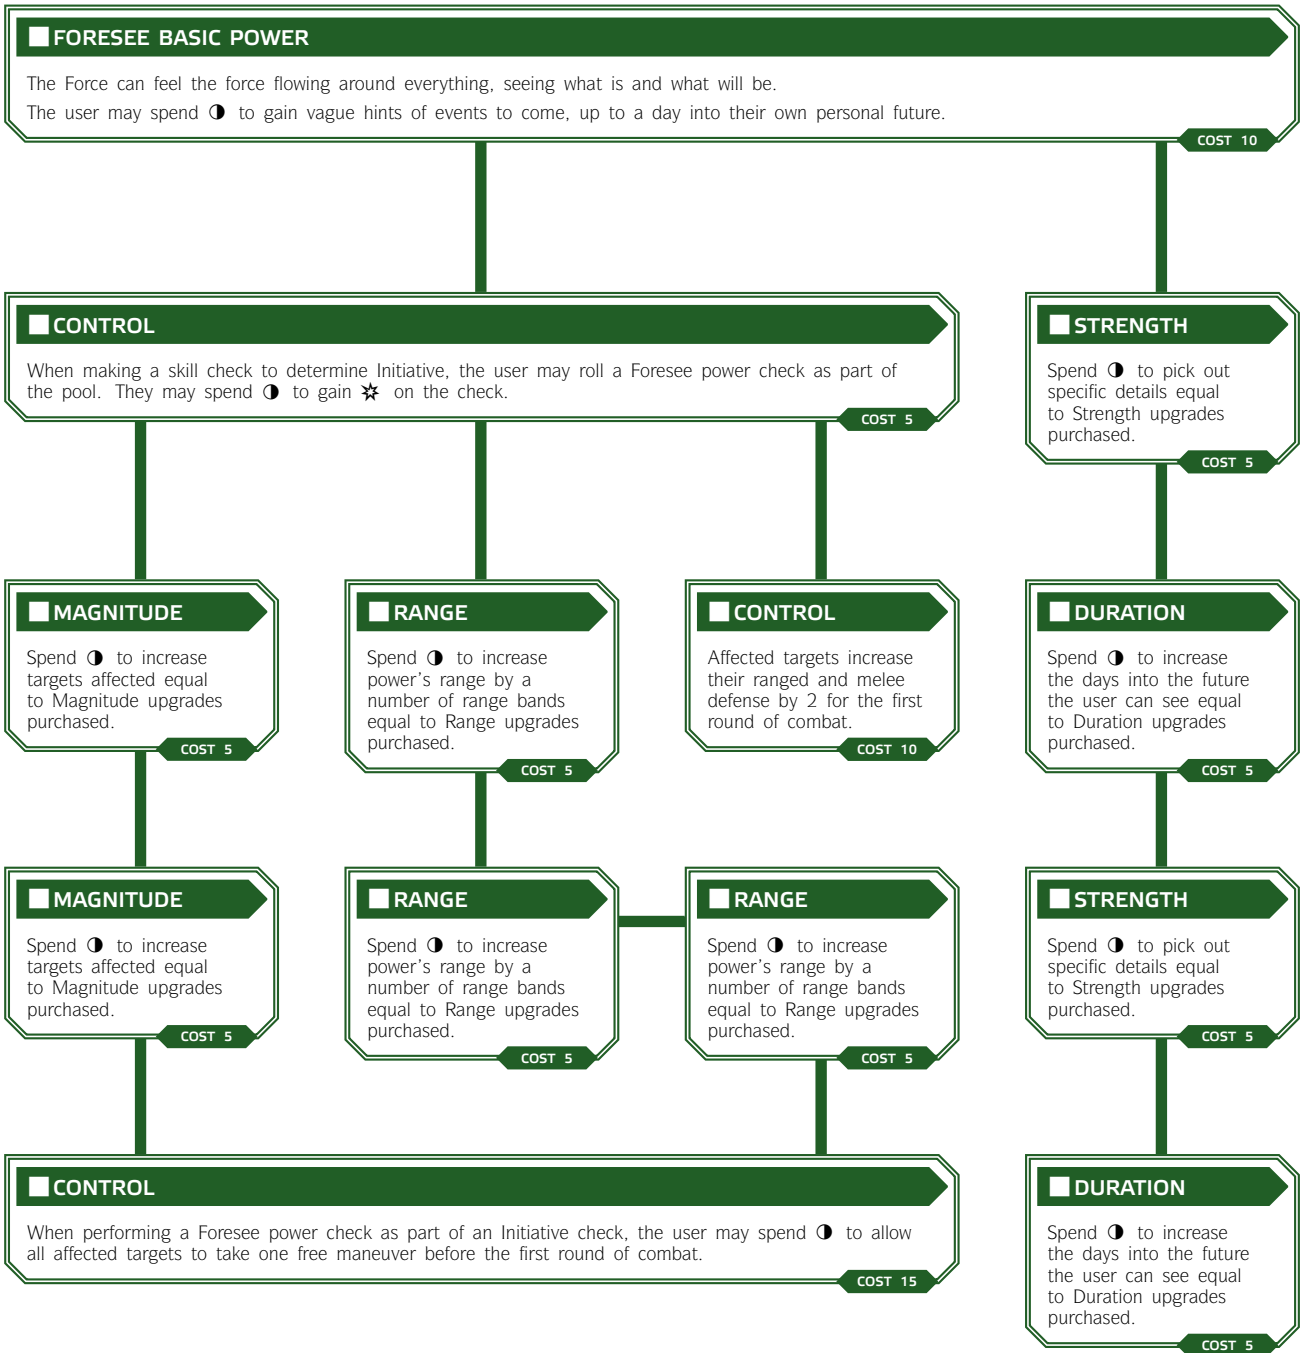 FORESEE BASIC POWER
The Force can feel the force flowing around everything, seeing what is and what will be.
The user may spend ◑ to gain vague hints of events to come, up to a day into their own personal future.
COST 10
CONTROL
When making a skill check to determine Initiative, the user may roll a Foresee power check as part of
the pool. They may spend ◑ to gain on the check.
COST 5
STRENGTH
Spend ◑ to pick out
specific details equal
to Strength upgrades
purchased.
COST 5
MAGNITUDE
Spend ◑ to increase
targets affected equal
to Magnitude upgrades
purchased.
COST 5
RANGE
Spend ◑ to increase
power's range by a
number of range bands
equal to Range upgrades
purchased.
COST 5
CONTROL
Affected targets increase
their ranged and melee
defense by 2 for the first
round of combat.
COST 10
DURATION
Spend ◑ to increase
the days into the future
the user can see equal
to Duration upgrades
purchased.
COST 5
MAGNITUDE
Spend ◑ to increase
targets affected equal
to Magnitude upgrades
purchased.
COST 5
RANGE
Spend ◑ to increase
power's range by a
number of range bands
equal to Range upgrades
purchased.
COST 5
RANGE
Spend ◑ to increase
power's range by a
number of range bands
equal to Range upgrades
purchased.
COST 5
STRENGTH
Spend ◑ to pick out
specific details equal
to Strength upgrades
purchased.
COST 5
CONTROL
When performing a Foresee power check as part of an Initiative check, the user may spend ◑ to allow
all affected targets to take one free maneuver before the first round of combat.
COST 15
DURATION
Spend ◑ to increase
the days into the future
the user can see equal
to Duration upgrades
purchased.
COST 5